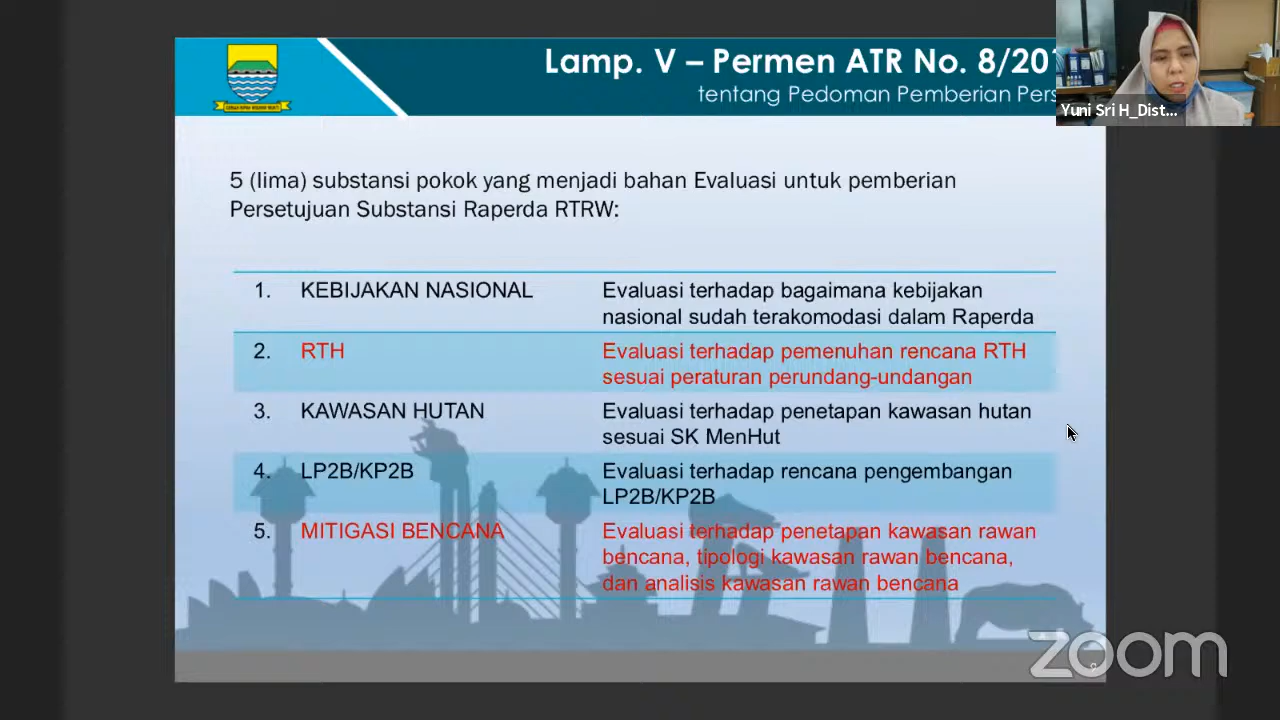 Lamp. V – Permen ATR No. 8/201
tentang Pedoman Pemberian Pers
Yuni Sri H_Dist...
5 (lima) substansi pokok yang menjadi bahan Evaluasi untuk pemberian
Persetujuan Substansi Raperda RTRW:
1. KEBIJAKAN NASIONAL Evaluasi terhadap bagaimana kebijakan
nasional sudah terakomodasi dalam Raperda
2. RTH Evaluasi terhadap pemenuhan rencana RTH
sesuai peraturan perundang-undangan
3. KAWASAN HUTAN Evaluasi terhadap penetapan kawasan hutan
sesuai SK MenHut
4. LP2B/KP2B Evaluasi terhadap rencana pengembangan
LP2B/KP2B
5. MITIGASI BENCANA Evaluasi terhadap penetapan kawasan rawan
bencana, tipologi kawasan rawan bencana,
dan analisis kawasan rawan bencana
zoom